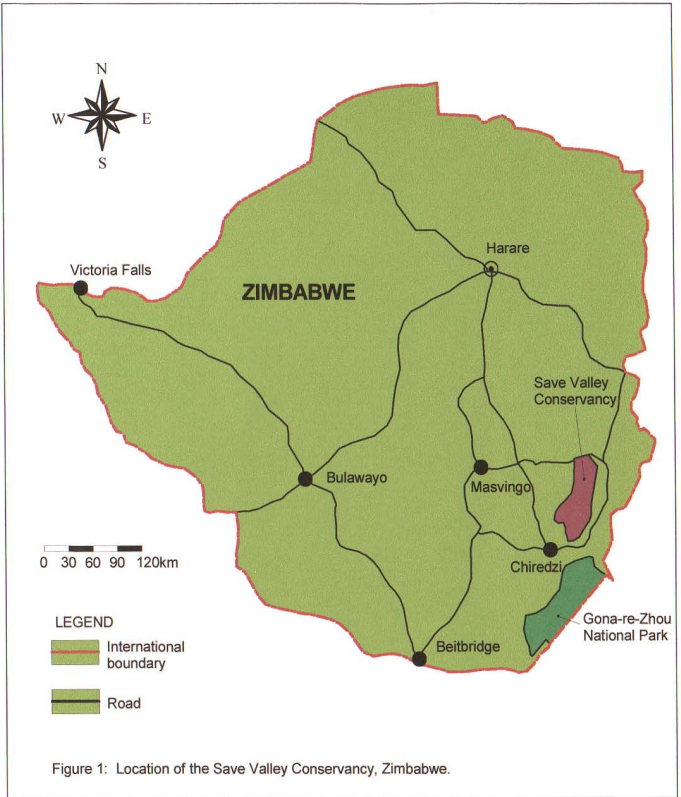 N
W E
S
Harare
Victoria Falls
ZIMBABWE
Save Valley
Conservancy
Bulawayo
Masvingo
0 30 60 90 120km
Chiredzi
LEGEND
International
boundary
Gona-re-Zhou
National Park
Beitbridge
Road
Figure 1: Location of the Save Valley Conservancy, Zimbabwe.